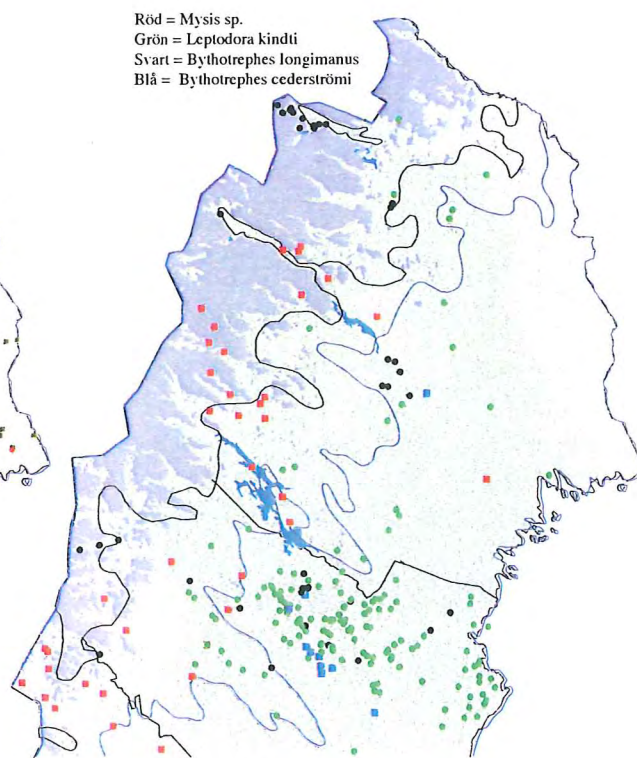 Röd = Mysis sp.
Grön = Leptodora kindti
Svart = Bythotrephes longimanus
Blå = Bythotrephes cederströmi